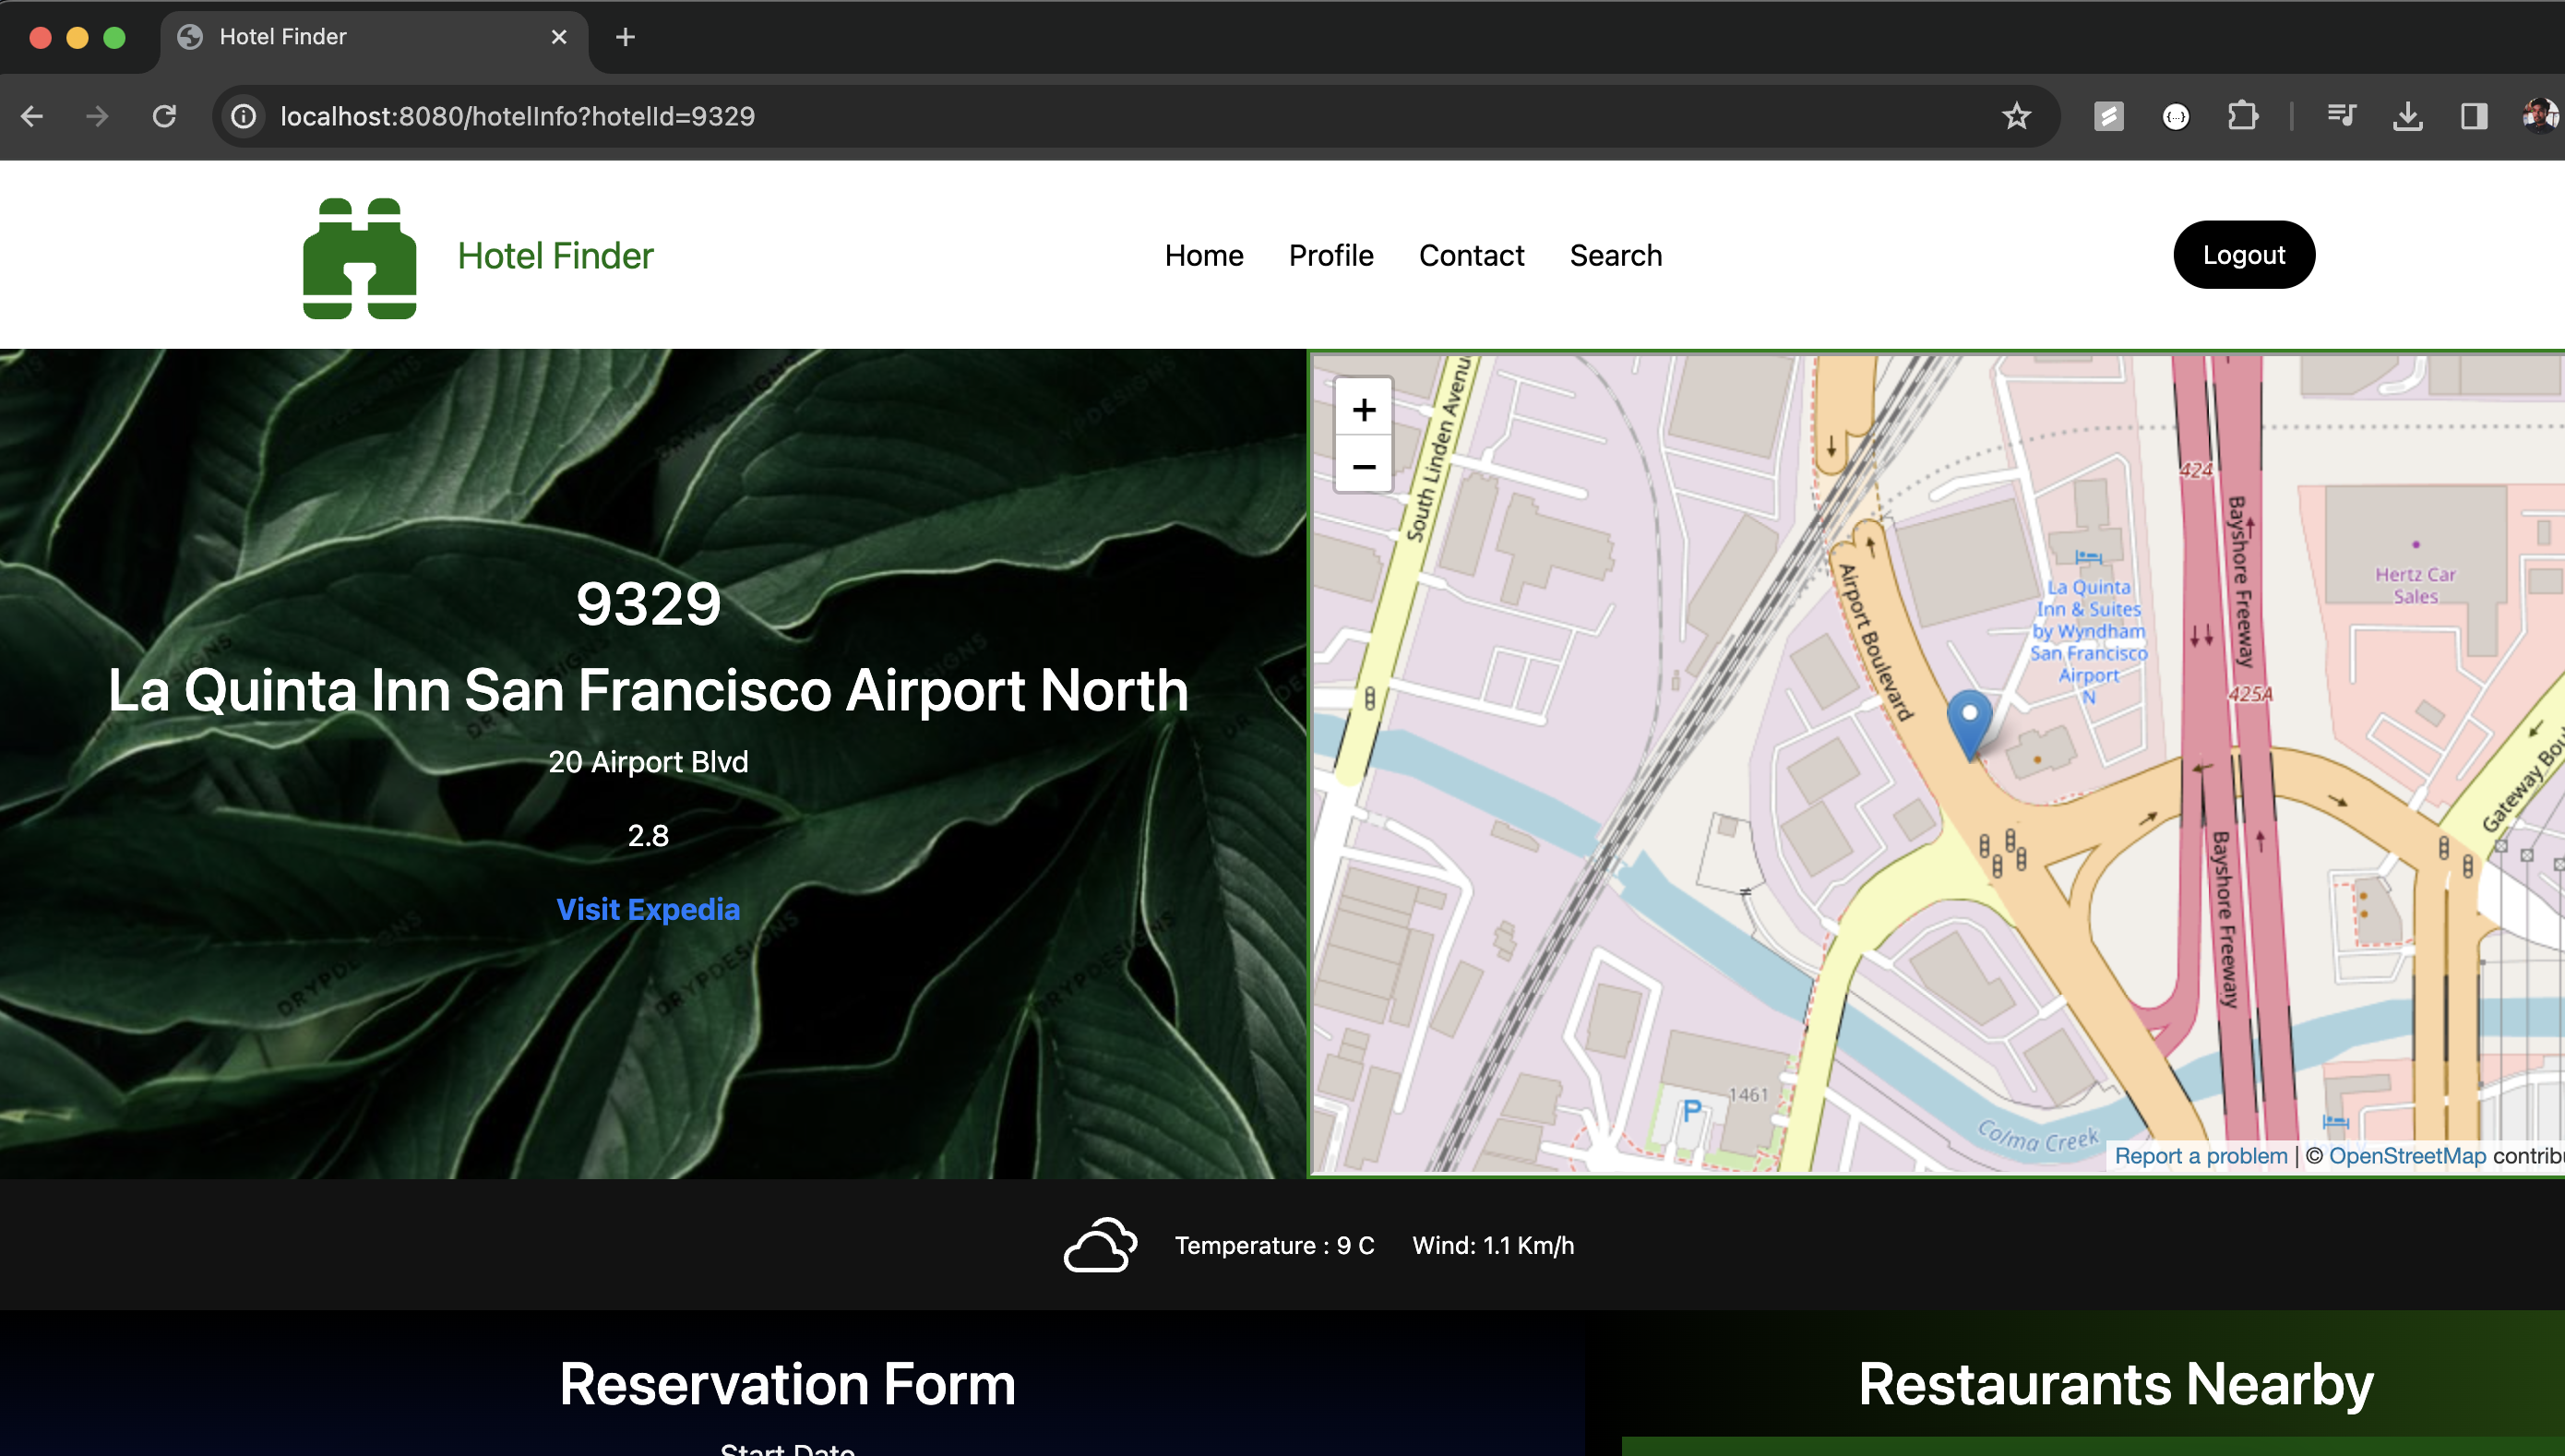 Hotel Finder
localhost:8080/hotelInfo?hotelId=9329
Hotel Finder
Home Profile Contact Search
Logout
9329
La Quinta Inn San Francisco Airport North
20 Airport Blvd
2.8
Visit Expedia
DRYPDESIGNS
DRYPDESIGNS
+
−
South Linden Avenu
Airport Boulevard
La Quinta
Inn & Suites
by Wyndham
San Francisco
Airport
N
424
Bayshore Freeway
425A
Bayshore Freeway
Hertz Car
Sales
Gateway Bou
1461
P
Colma Creek
Report a problem | © OpenStreetMap contribu
Temperature : 9 C Wind: 1.1 Km/h
Reservation Form
Restaurants Nearby
Start Date